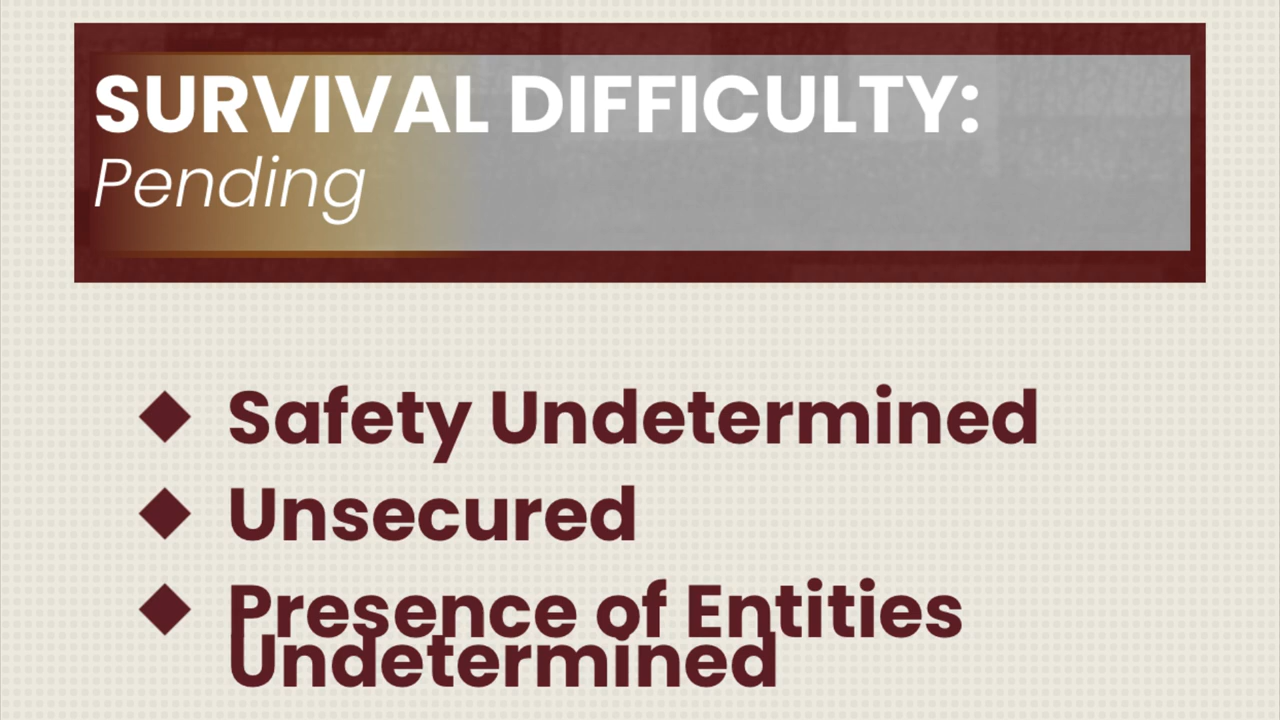 SURVIVAL DIFFICULTY:
Pending
Safety Undetermined
Unsecured
Presence of Entities
Undetermined